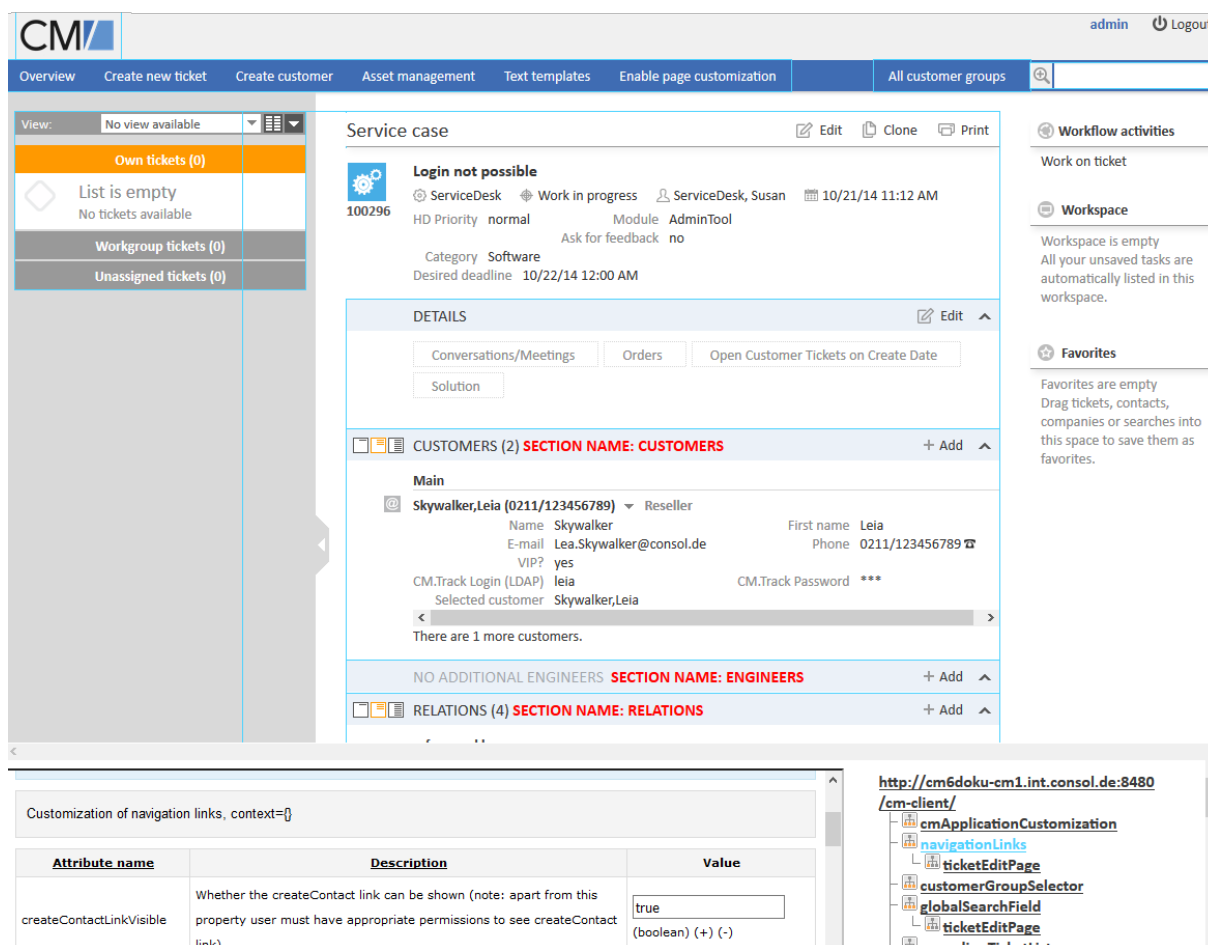 CM/
admin Logout
Overview Create new ticket Create customer Asset management Text templates Enable page customization All customer groups
View: No view available
Own tickets (0)
List is empty
No tickets available
Workgroup tickets (0)
Unassigned tickets (0)
Service case Edit Clone Print
Login not possible
100296
ServiceDesk Work in progress ServiceDesk, Susan 10/21/14 11:12 AM
HD Priority normal Module AdminTool
Ask for feedback no
Category Software
Desired deadline 10/22/14 12:00 AM
DETAILS Edit
Conversations/Meetings Orders Open Customer Tickets on Create Date
Solution
CUSTOMERS (2) SECTION NAME: CUSTOMERS + Add
Main
Skywalker,Leia (0211/123456789) Reseller
Name Skywalker First name Leia
E-mail Lea.Skywalker@consol.de Phone 0211/123456789
VIP? yes
CM.Track Login (LDAP) leia CM.Track Password ***
Selected customer Skywalker,Leia
There are 1 more customers.
NO ADDITIONAL ENGINEERS SECTION NAME: ENGINEERS + Add
RELATIONS (4) SECTION NAME: RELATIONS + Add
Workflow activities
Work on ticket
Workspace
Workspace is empty
All your unsaved tasks are
automatically listed in this
workspace.
Favorites
Favorites are empty
Drag tickets, contacts,
companies or searches into
this space to save them as
favorites.
Customization of navigation links, context={}
Attribute name Description Value
createContactLinkVisible
Whether the createContact link can be shown (note: apart from this
property user must have appropriate permissions to see createContact
link)
true
(boolean) (+) (-)
http://cm6doku-cm1.int.consol.de:8480
/cm-client/
cmApplicationCustomization
navigationLinks
ticketEditPage
customerGroupSelector
globalSearchField
ticketEditPage